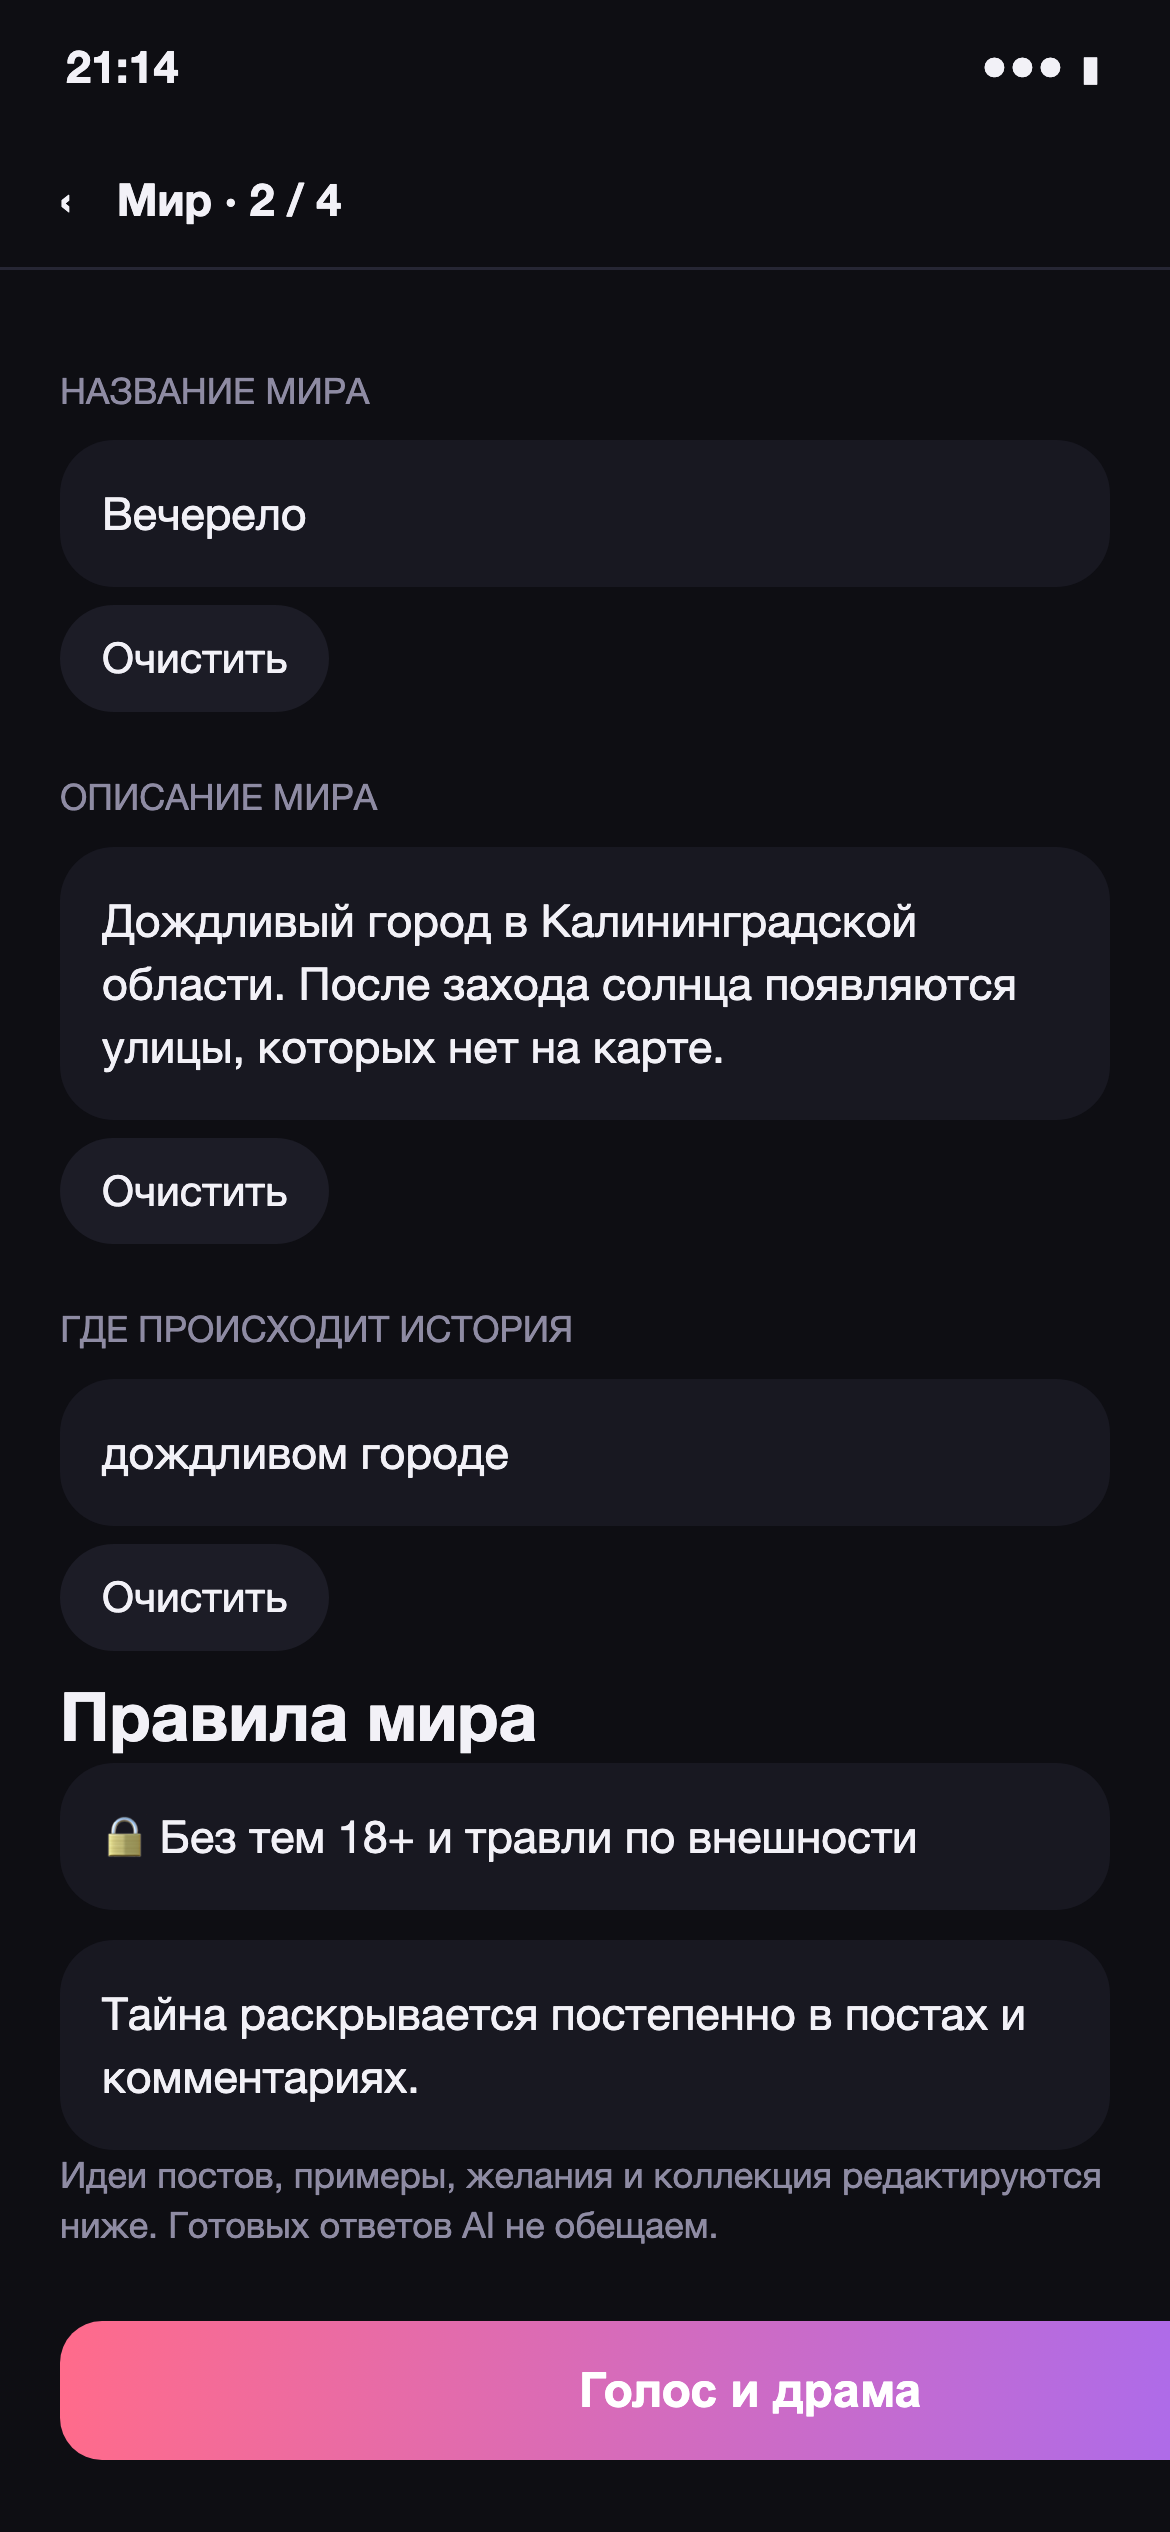 21:14
‹ Мир · 2 / 4
НАЗВАНИЕ МИРА
Вечерело
Очистить
ОПИСАНИЕ МИРА
Дождливый город в Калининградской
области. После захода солнца появляются
улицы, которых нет на карте.
Очистить
ГДЕ ПРОИСХОДИТ ИСТОРИЯ
дождливом городе
Очистить
Правила мира
🔒 Без тем 18+ и травли по внешности
Тайна раскрывается постепенно в постах и
комментариях.
Идеи постов, примеры, желания и коллекция редактируются
ниже. Готовых ответов AI не обещаем.
Голос и драма